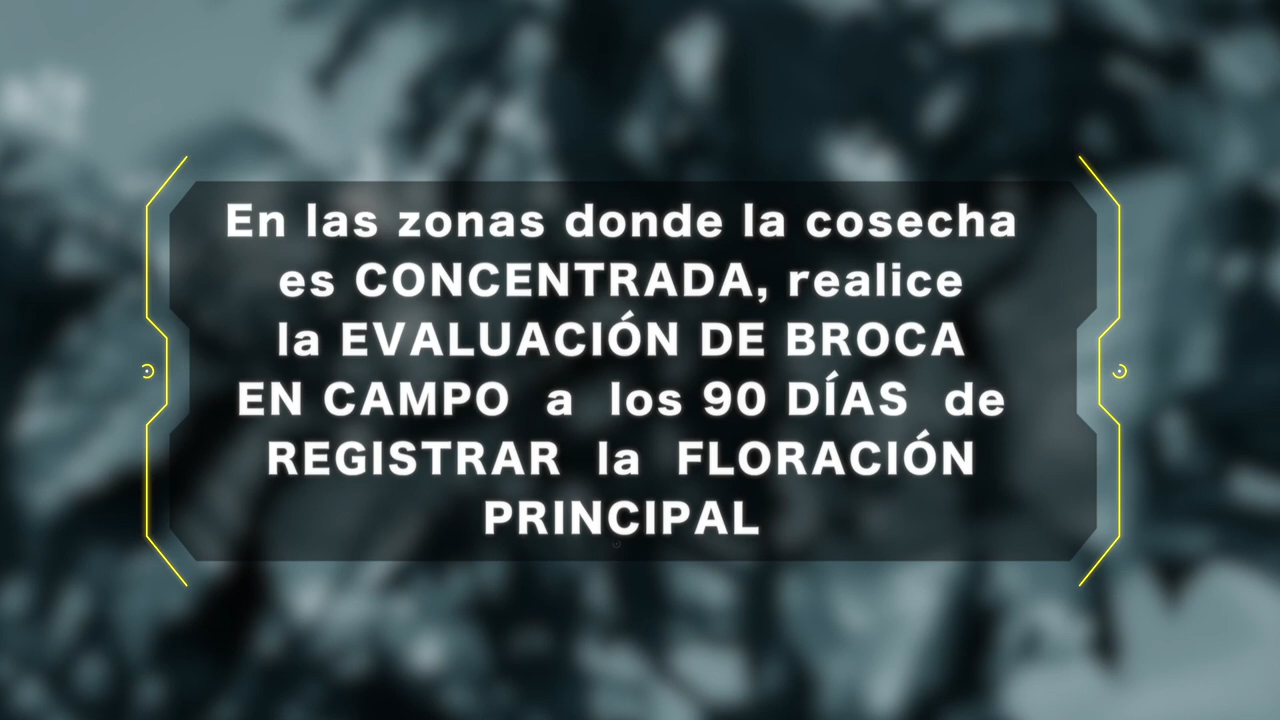 En las zonas donde la cosecha
es CONCENTRADA, realice
la EVALUACIÓN DE BROCA
EN CAMPO a los 90 DÍAS de
REGISTRAR la FLORACIÓN
PRINCIPAL